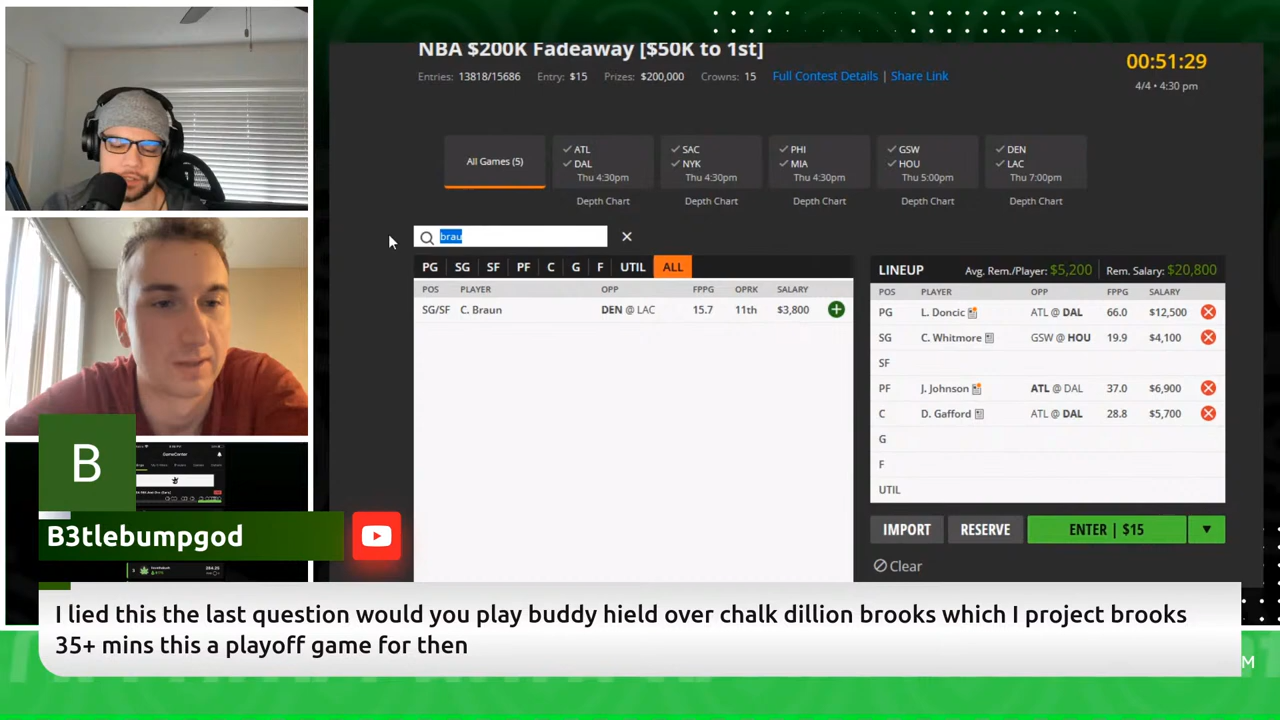 NBA $200K Fadeaway [$50K to 1st]
Entries: 13818/15686 Entry: $15 Prizes: $200,000 Crowns: 15 Full Contest Details | Share Link
00:51:29
4/4 • 4:30 pm
All Games (5)
ATL
DAL
Thu 4:30pm
Depth Chart
SAC
NYK
Thu 4:30pm
Depth Chart
PHI
MIA
Thu 4:30pm
Depth Chart
GSW
HOU
Thu 5:00pm
Depth Chart
DEN
LAC
Thu 7:00pm
Depth Chart
brau
PG SG SF PF C G F UTIL ALL
POS PLAYER OPP FPPG OPRK SALARY
SG/SF C. Braun DEN @ LAC 15.7 11th $3,800
LINEUP Avg. Rem./Player: $5,200 Rem. Salary: $20,800
POS PLAYER OPP FPPG SALARY
PG L. Doncic ATL @ DAL 66.0 $12,500
SG C. Whitmore GSW @ HOU 19.9 $4,100
SF
PF J. Johnson ATL @ DAL 37.0 $6,900
C D. Gafford ATL @ DAL 28.8 $5,700
G
F
UTIL
IMPORT RESERVE ENTER | $15
Clear
GameCenter
B
B3tlebumpgod
I lied this the last question would you play buddy hield over chalk dillion brooks which I project brooks
35+ mins this a playoff game for then
M